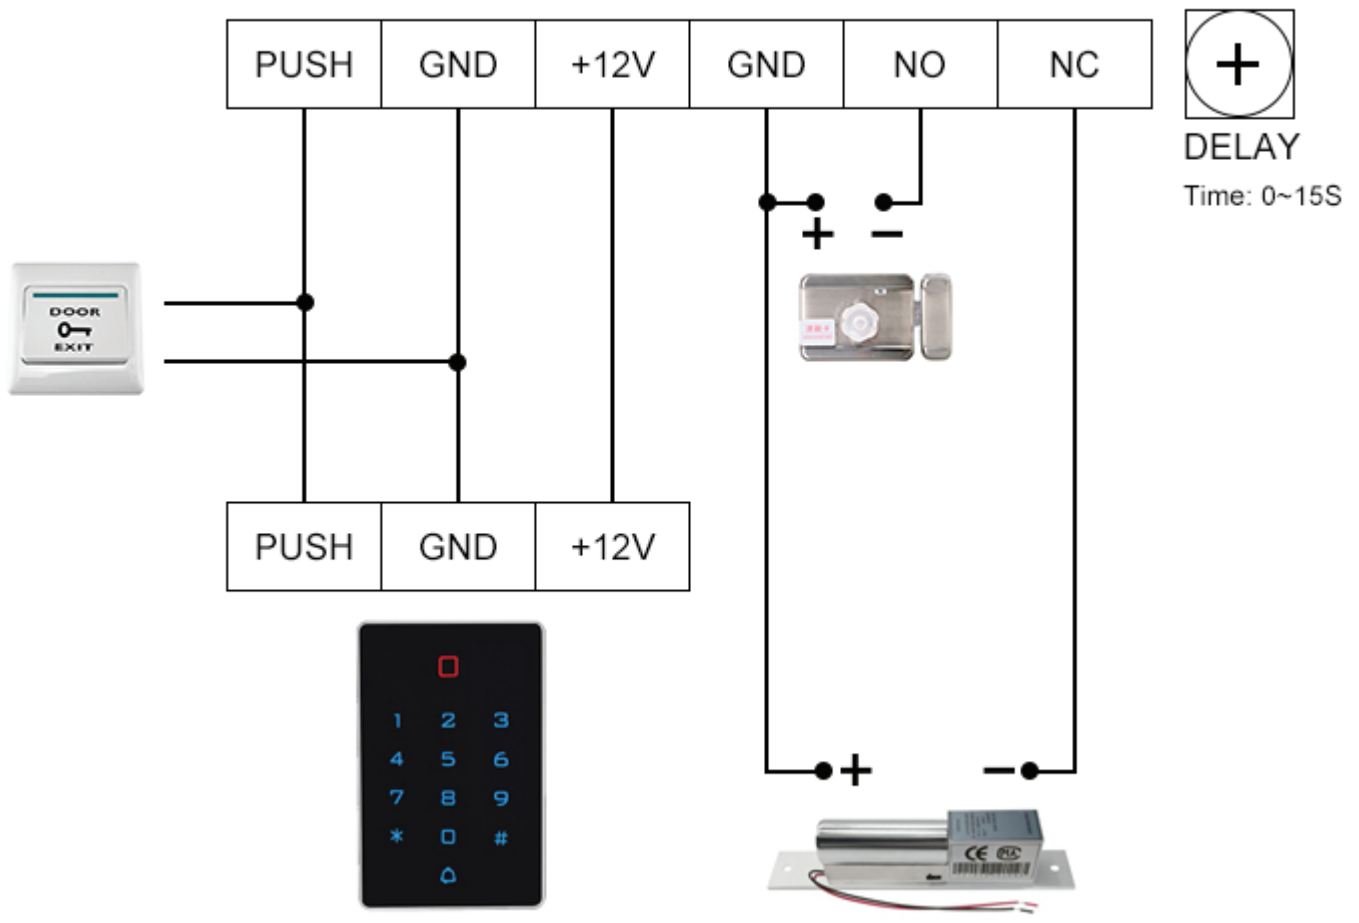 PUSH GND +12V GND NO NC
DELAY
Time: 0~15S
+ −
DOOR
EXIT
PUSH GND +12V
1 2 3
4 5 6
7 8 9
* 0 #
+ −
CE